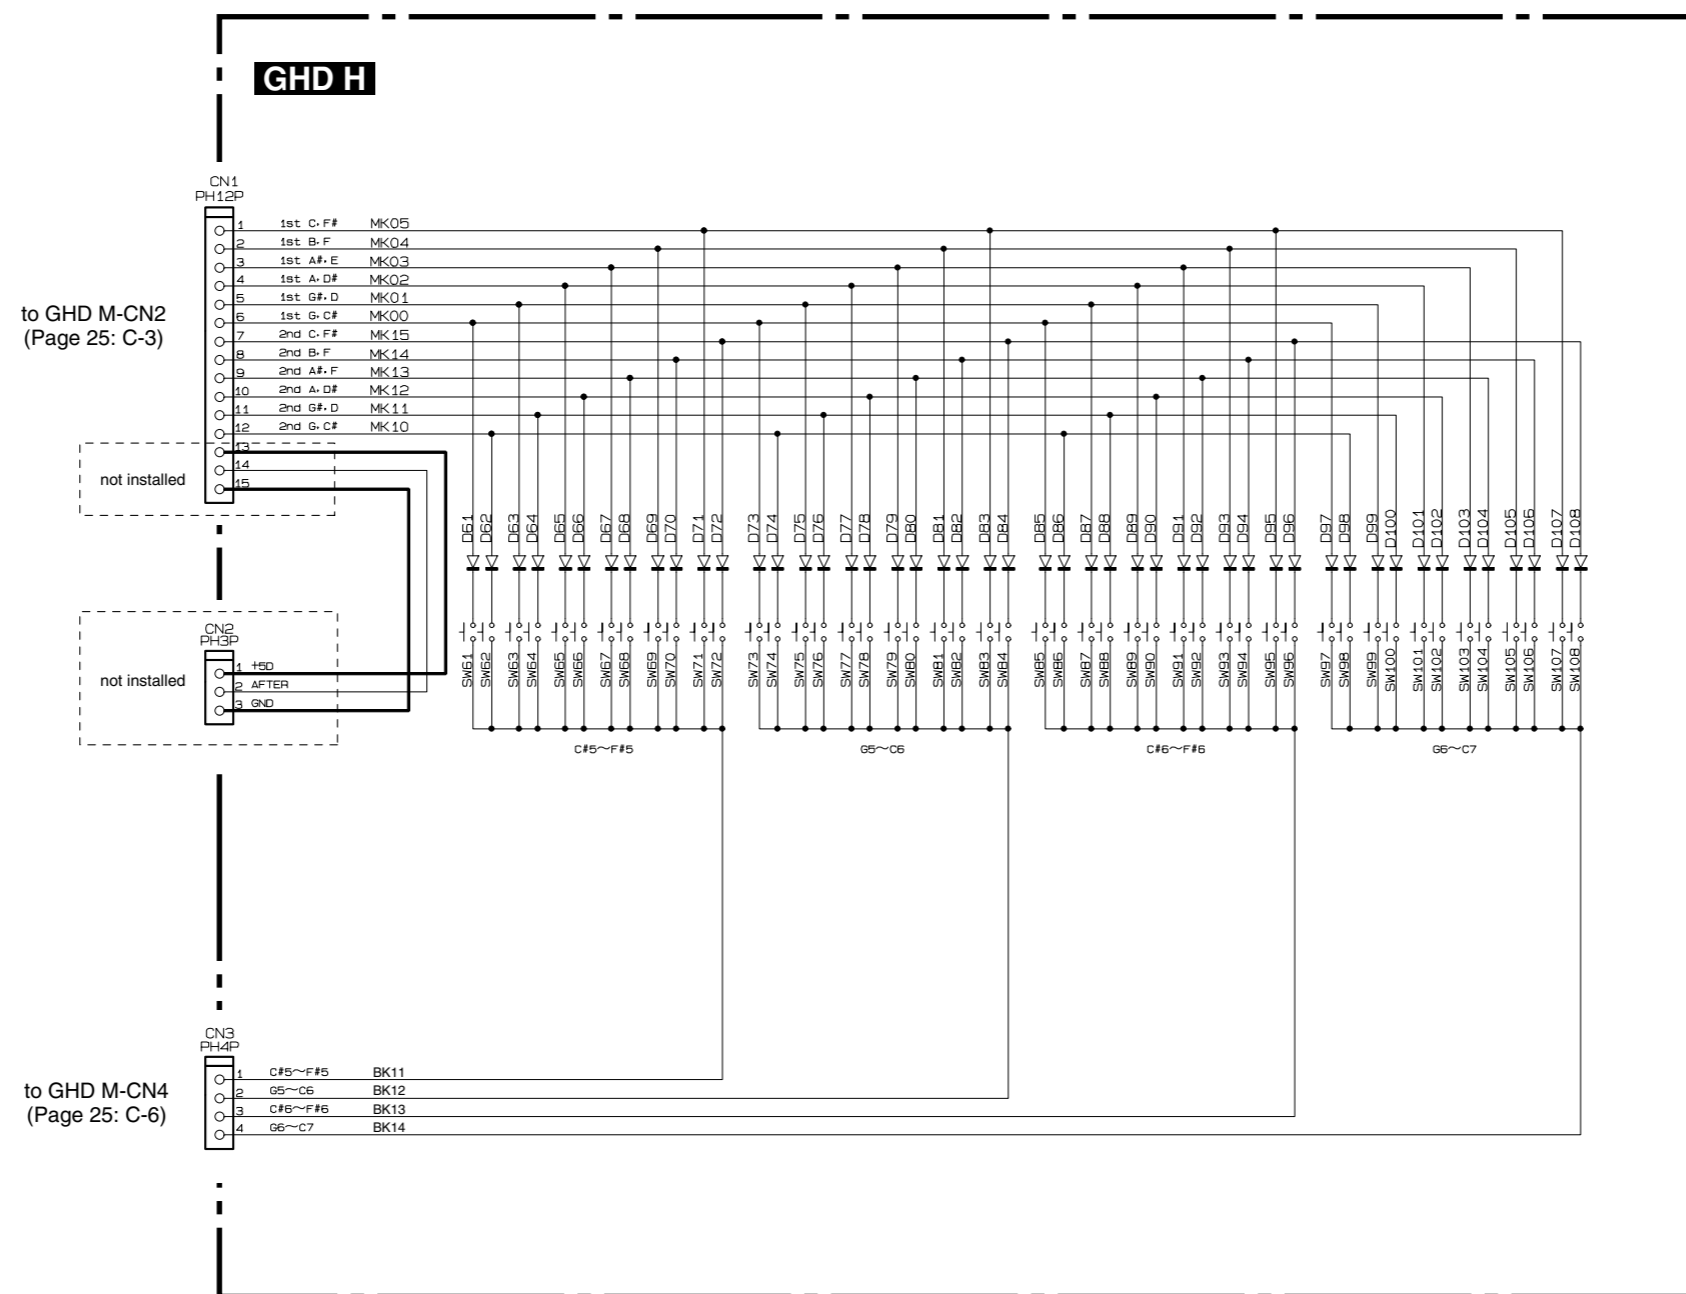 GHD H
CN1
PH12P
1 1st C, F# MK05
2 1st B, F MK04
3 1st A#, E MK03
4 1st A, D# MK02
5 1st G#, D MK01
6 1st G, C# MK00
7 2nd C, F# MK15
8 2nd B, F MK14
9 2nd A#, F MK13
10 2nd A, D# MK12
11 2nd G#, D MK11
12 2nd G, C# MK10
13
14
15
to GHD M-CN2
(Page 25: C-3)
not installed
D61 D62 D63 D64 D65 D66 D67 D68 D69 D70 D71 D72 D73 D74 D75 D76 D77 D78 D79 D80 D81 D82 D83 D84 D85 D86 D87 D88 D89 D90 D91 D92 D93 D94 D95 D96 D97 D98 D99 D100 D101 D102 D103 D104 D105 D106 D107 D108
CN2
PH3P
1 +5D
2 AFTER
3 GND
not installed
SW61 SW62 SW63 SW64 SW65 SW66 SW67 SW68 SW69 SW70 SW71 SW72 SW73 SW74 SW75 SW76 SW77 SW78 SW79 SW80 SW81 SW82 SW83 SW84 SW85 SW86 SW87 SW88 SW89 SW90 SW91 SW92 SW93 SW94 SW95 SW96 SW97 SW98 SW99 SW100 SW101 SW102 SW103 SW104 SW105 SW106 SW107 SW108
C#5~F#5 G5~C6 C#6~F#6 G6~C7
CN3
PH4P
1 C#5~F#5 BK11
2 G5~C6 BK12
3 C#6~F#6 BK13
4 G6~C7 BK14
to GHD M-CN4
(Page 25: C-6)